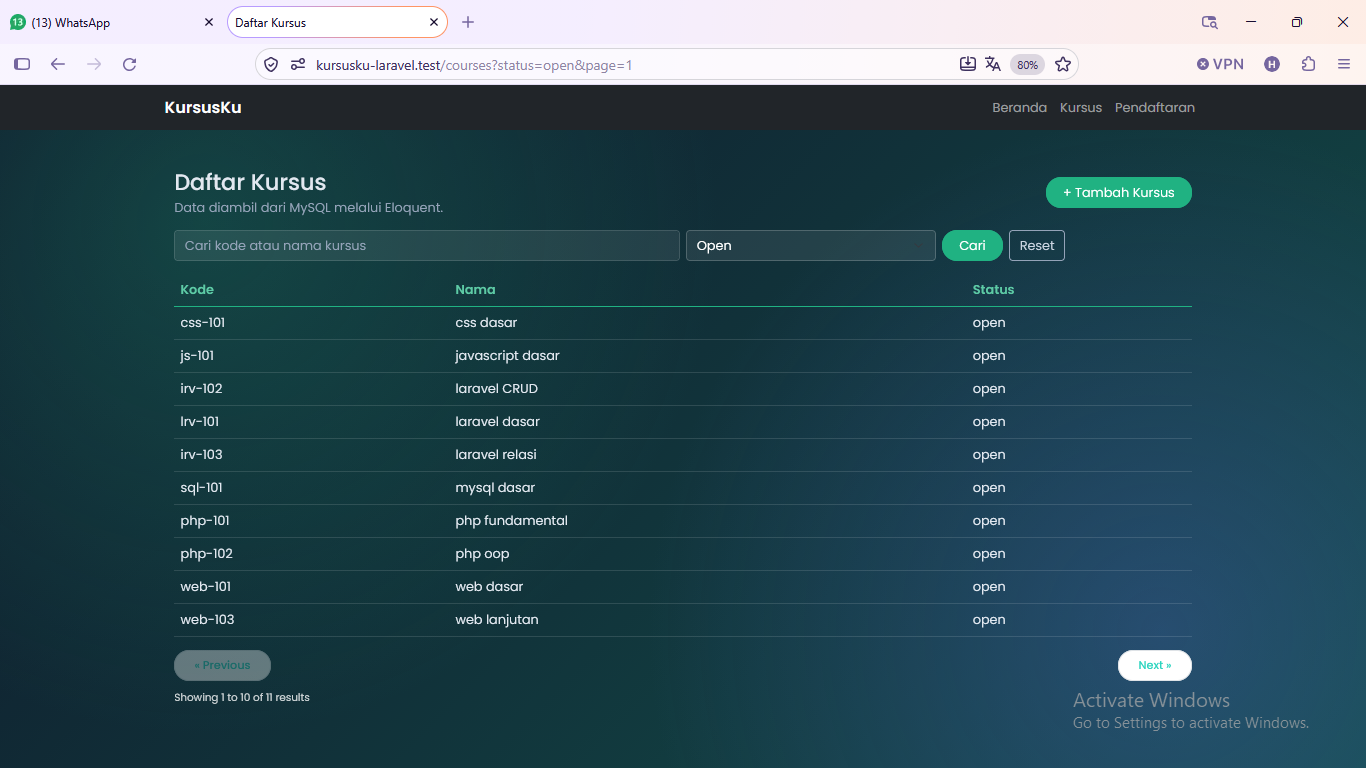 13 (13) WhatsApp Daftar Kursus
kursusku-laravel.test/courses?status=open&page=1 80% VPN H
KursusKu Beranda Kursus Pendaftaran
Daftar Kursus
+ Tambah Kursus
Data diambil dari MySQL melalui Eloquent.
Cari kode atau nama kursus Open Cari Reset
Kode Nama Status
css-101 css dasar open
js-101 javascript dasar open
irv-102 laravel CRUD open
lrv-101 laravel dasar open
irv-103 laravel relasi open
sql-101 mysql dasar open
php-101 php fundamental open
php-102 php oop open
web-101 web dasar open
web-103 web lanjutan open
« Previous Next »
Showing 1 to 10 of 11 results
Activate Windows
Go to Settings to activate Windows.